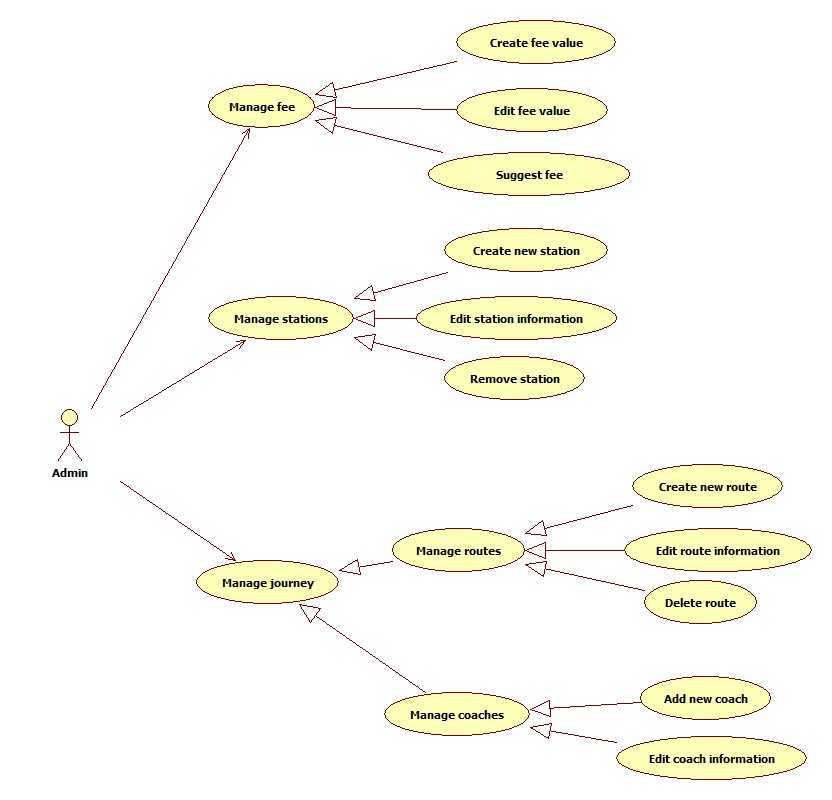 Create fee value
Manage fee
Edit fee value
Suggest fee
Create new station
Manage stations
Edit station information
Remove station
Admin
Create new route
Manage routes
Edit route information
Manage journey
Delete route
Add new coach
Manage coaches
Edit coach information